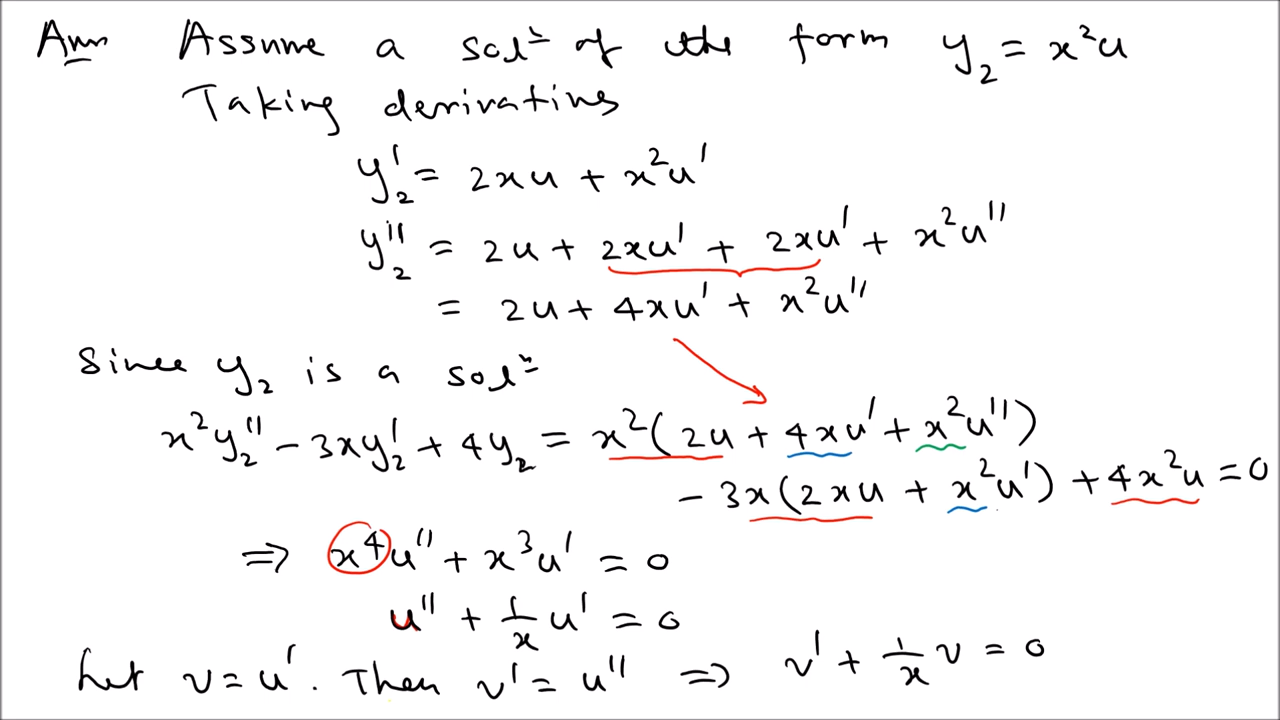 Ans Assume a solⁿ of the form y₂ = x²u
Taking derivatives
y₂' = 2xu + x²u'
y₂'' = 2u + 2xu' + 2xu' + x²u''
= 2u + 4xu' + x²u''
Since y₂ is a solⁿ
x²y₂'' - 3xy₂' + 4y₂ = x²(2u + 4xu' + x²u'')
- 3x(2xu + x²u') + 4x²u = 0
⇒ x⁴u'' + x³u' = 0
u'' + 1/x u' = 0
Let v = u'. Then v' = u'' ⇒ v' + 1/x v = 0